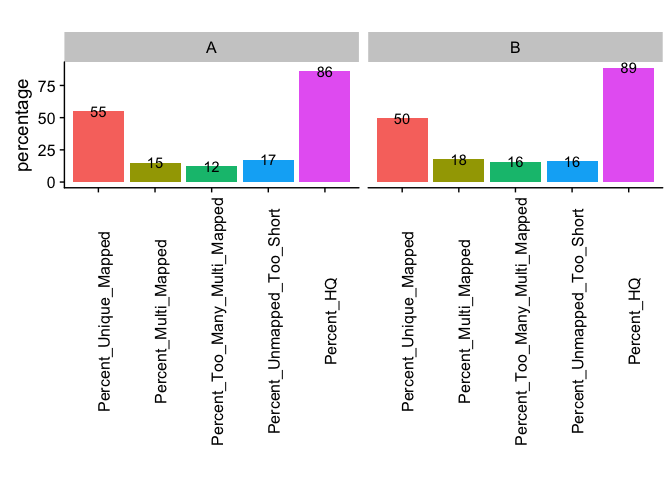 A
B
percentage
75
50
25
0
55
15
12
17
86
50
18
16
16
89
Percent_Unique_Mapped
Percent_Multi_Mapped
Percent_Too_Many_Multi_Mapped
Percent_Unmapped_Too_Short
Percent_HQ
Percent_Unique_Mapped
Percent_Multi_Mapped
Percent_Too_Many_Multi_Mapped
Percent_Unmapped_Too_Short
Percent_HQ